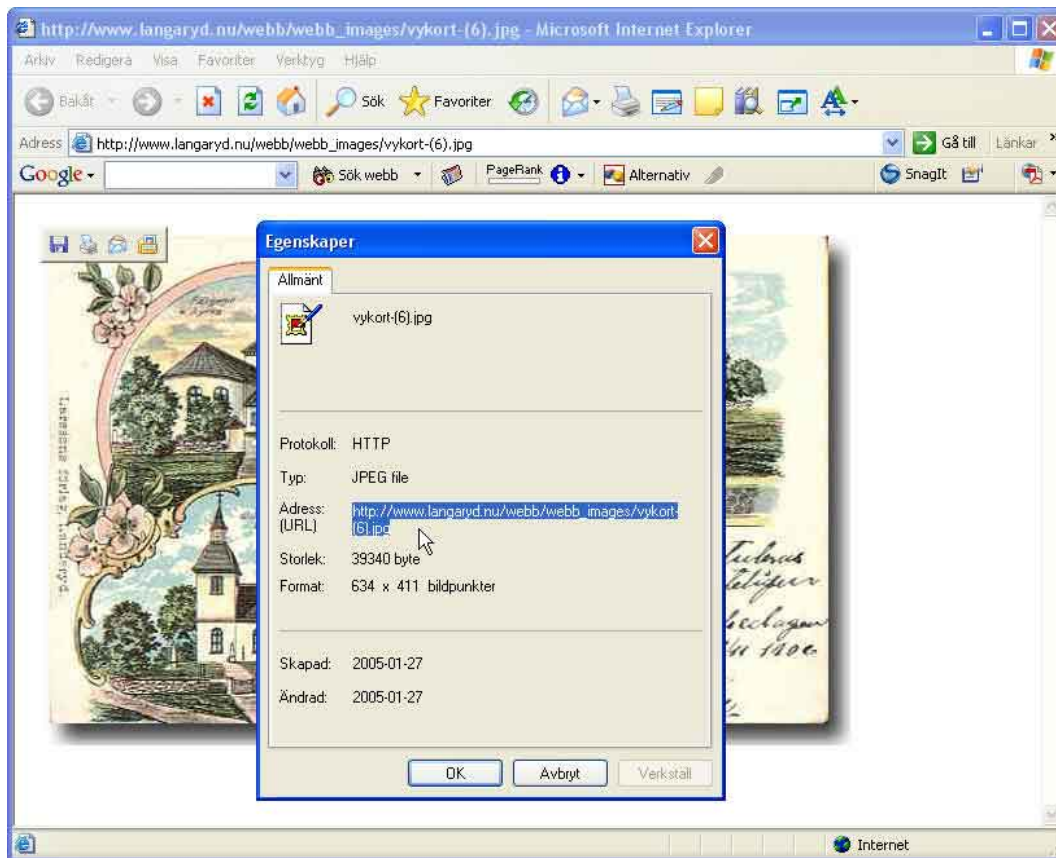 http://www.langaryd.nu/webb/webb_images/vykort-(6).jpg - Microsoft Internet Explorer
Arkiv Redigera Visa Favoriter Verktyg Hjälp
Bakåt Sök Favoriter
Adress http://www.langaryd.nu/webb/webb_images/vykort-(6).jpg Gå till Länkar
Google Sök webb PageRank Alternativ SnagIt
Egenskaper
Allmänt
vykort-(6).jpg
Protokoll: HTTP
Typ: JPEG file
Adress: http://www.langaryd.nu/webb/webb_images/vykort-
(URL) (6).jpg
Storlek: 39340 byte
Format: 634 x 411 bildpunkter
Skapad: 2005-01-27
Ändrad: 2005-01-27
OK Avbryt Verkställ
Internet